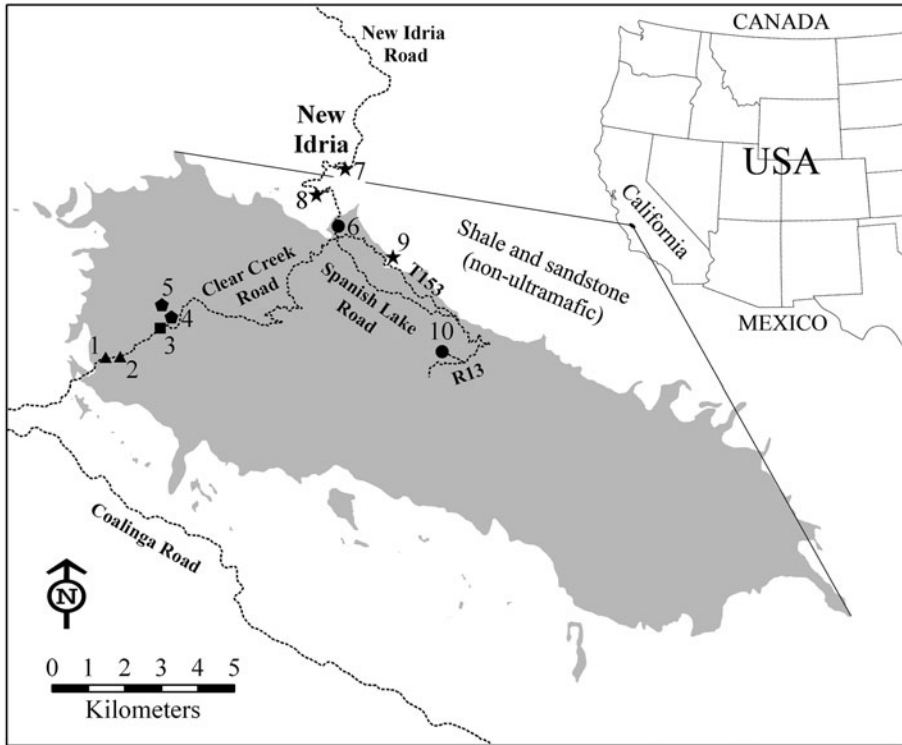 New Idria
Road
CANADA
New
Idria
USA
California
7
8
6
9
Shale and sandstone
(non-ultramafic)
T153
Clear Creek
Road
Spanish Lake
Road
MEXICO
5
4
3
10
1
2
R13
Coalinga Road
N
0 1 2 3 4 5
Kilometers